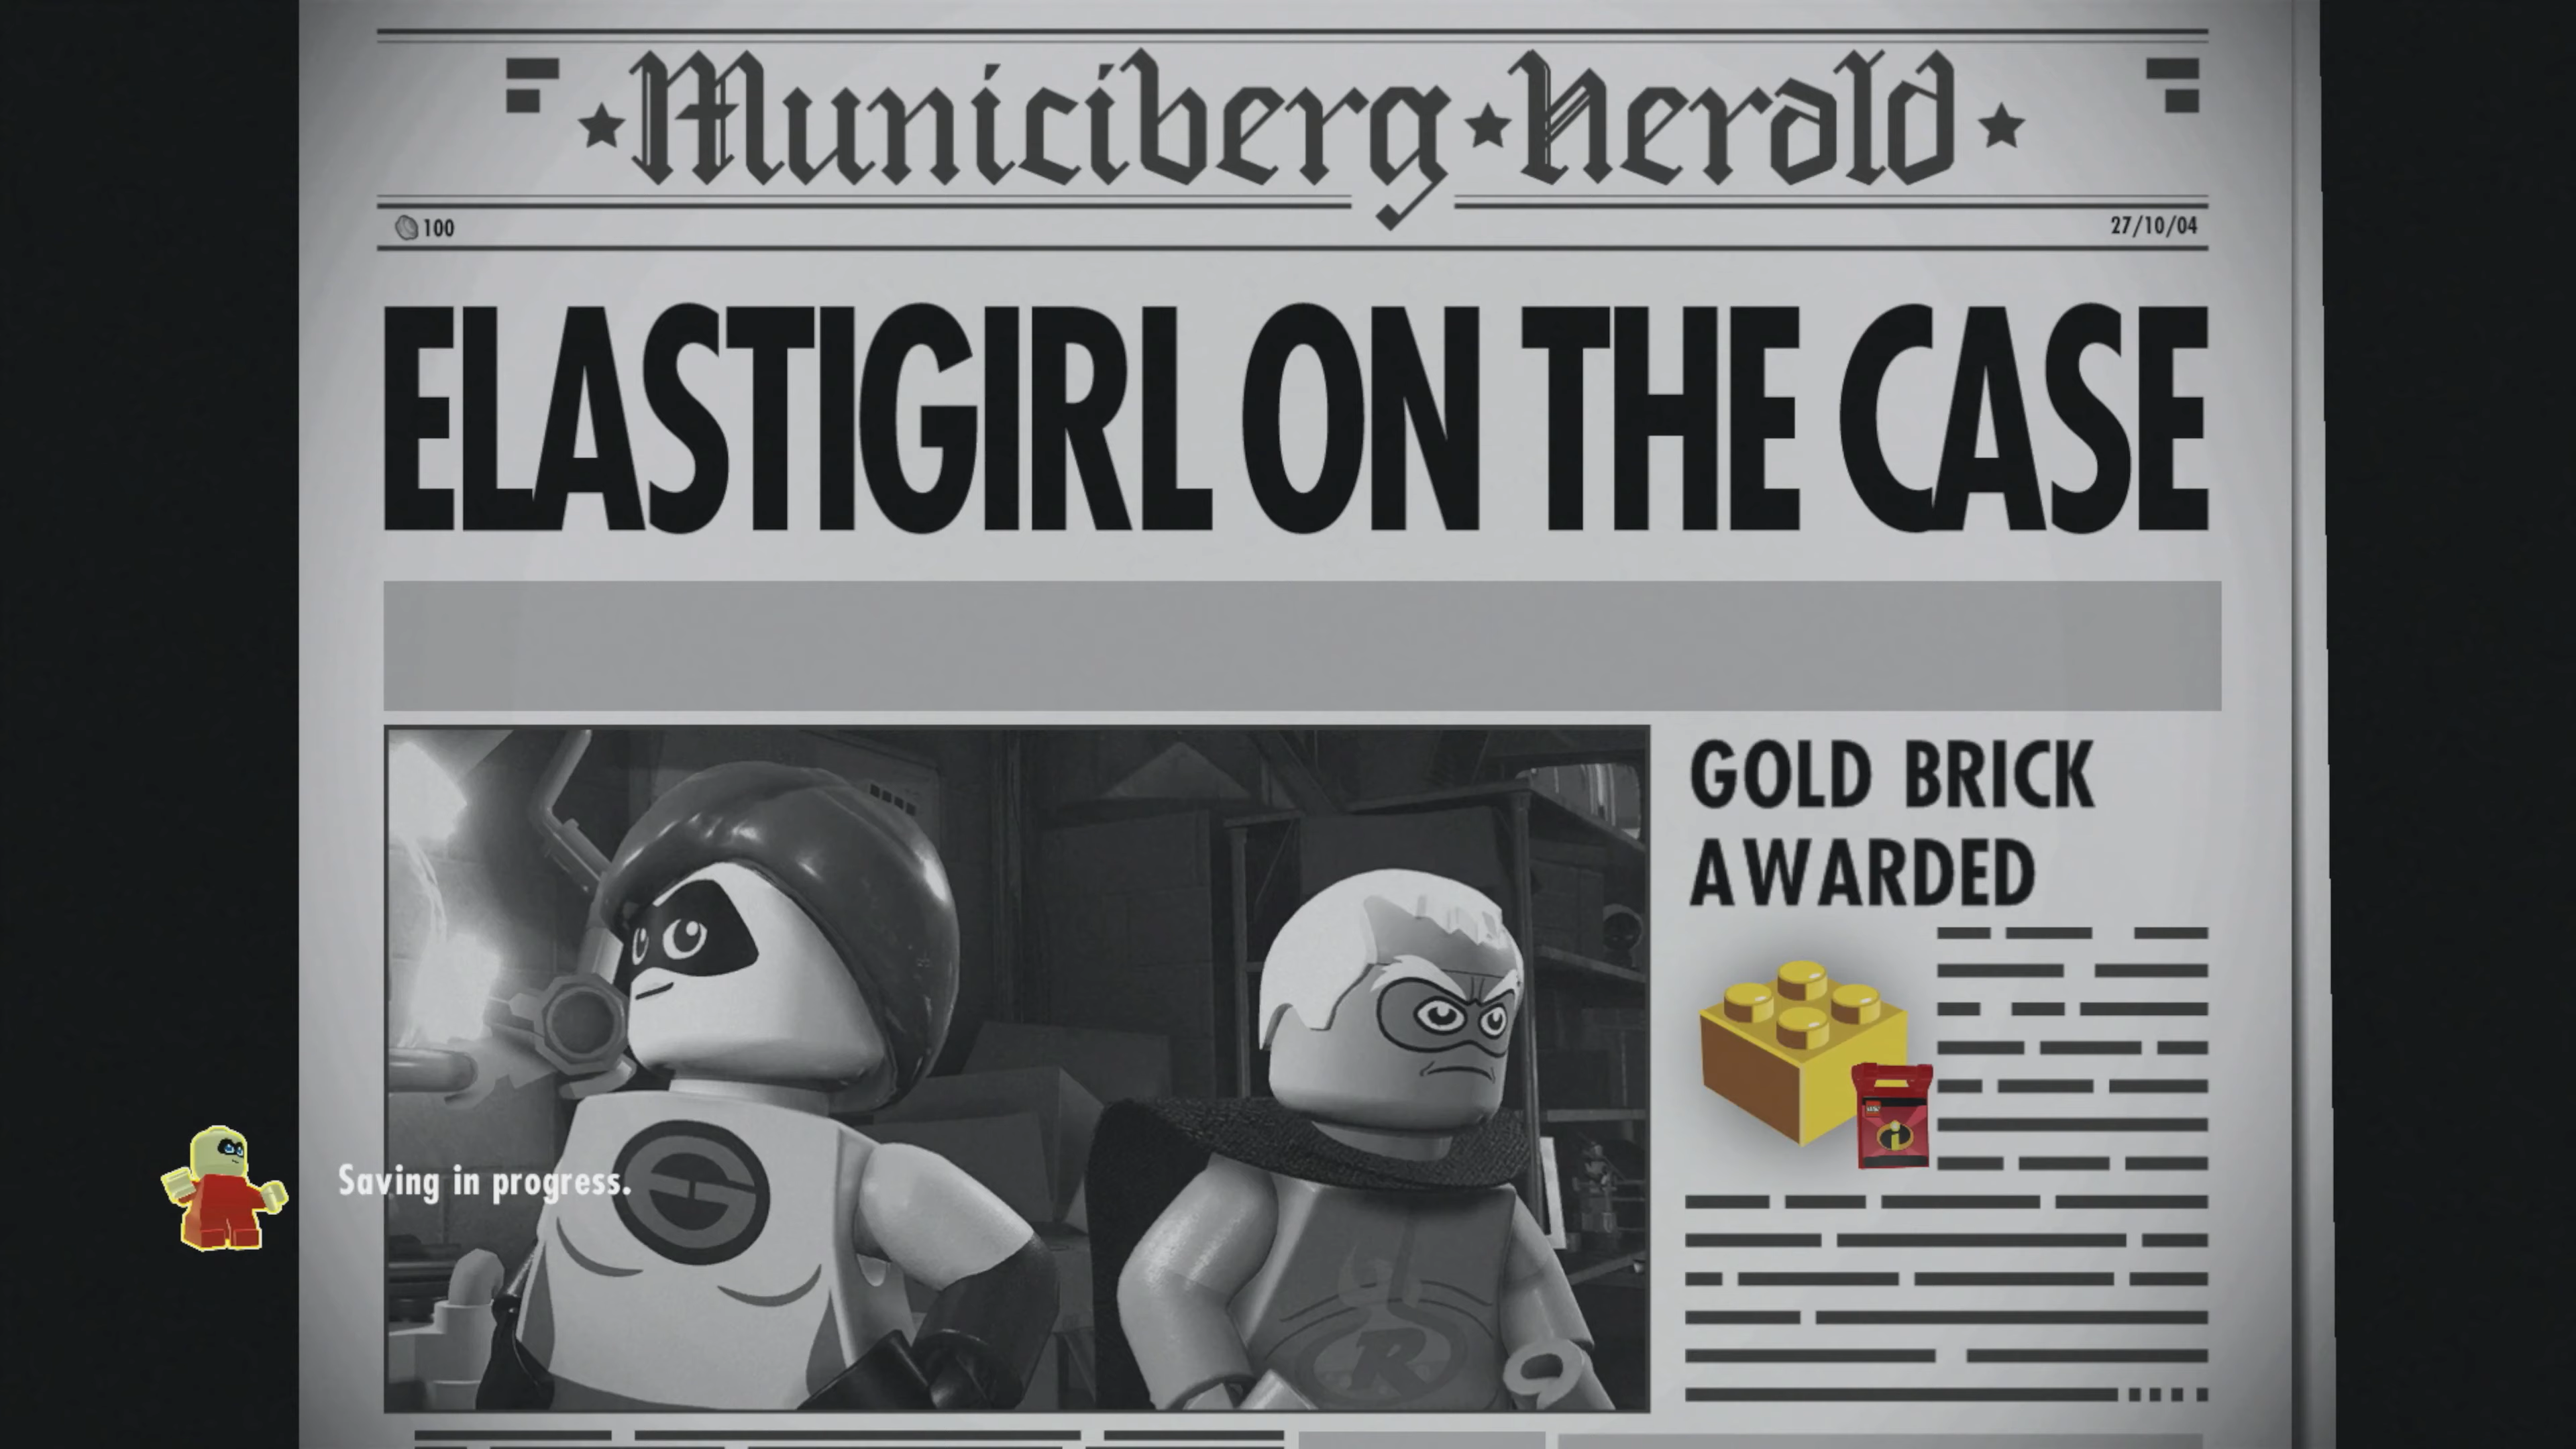 Municiberg Herald
100
27/10/04
ELASTIGIRL ON THE CASE
GOLD BRICK
AWARDED
Saving in progress.
R